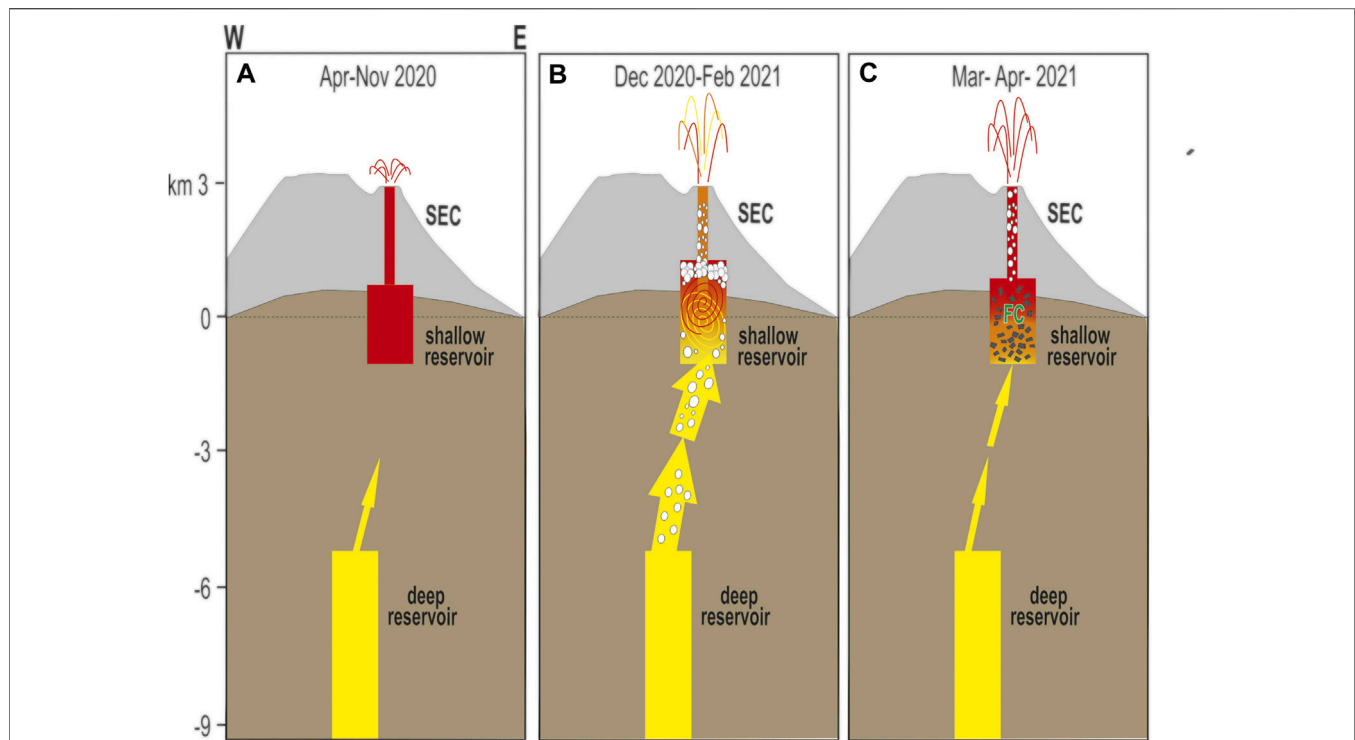 W E
A B C
Apr-Nov 2020 Dec 2020-Feb 2021 Mar- Apr- 2021
km 3
SEC SEC SEC
0
shallow shallow FC shallow
reservoir reservoir reservoir
-3
-6
deep deep deep
reservoir reservoir reservoir
-9